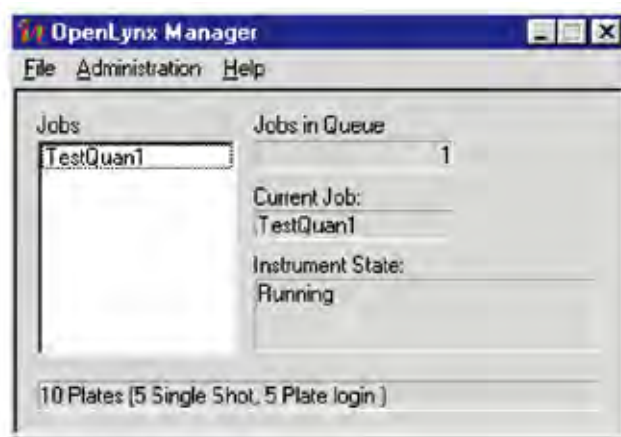 OpenLynx Manager
File Administration Help
Jobs
TestQuan1
Jobs in Queue
1
Current Job:
TestQuan1
Instrument State:
Running
10 Plates (5 Single Shot, 5 Plate login )